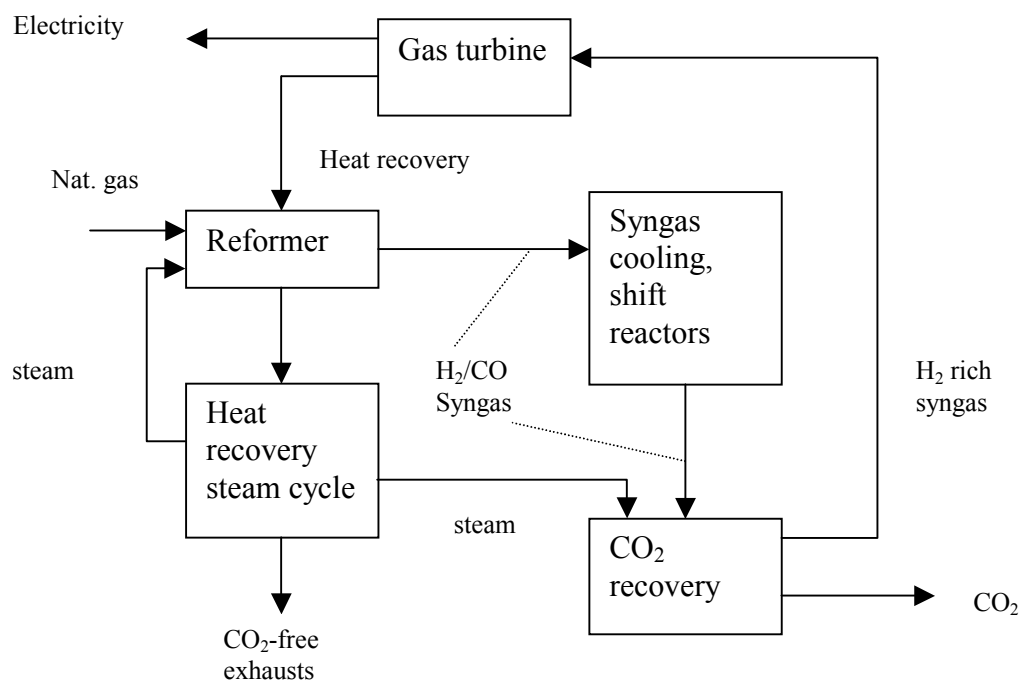 Electricity
Gas turbine
Heat recovery
Nat. gas
Reformer
Syngas
cooling,
shift
reactors
steam
H₂/CO
Syngas
H₂ rich
syngas
Heat
recovery
steam cycle
steam
CO₂
recovery
CO₂
CO₂-free
exhausts